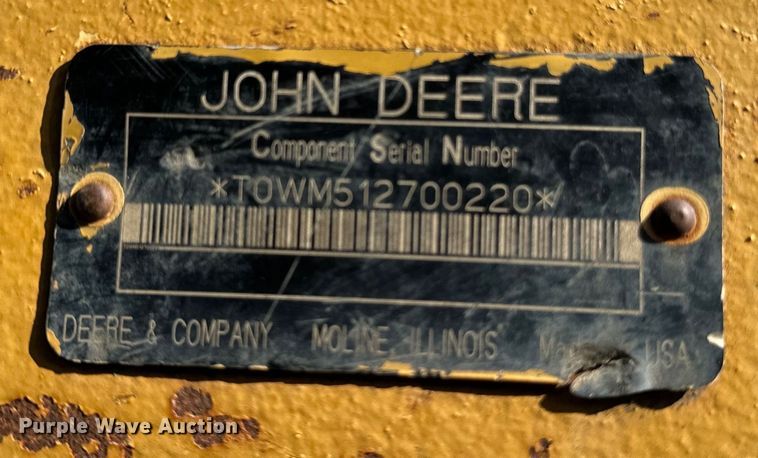 JOHN DEERE
Component Serial Number
*T0WM512700220*
DEERE & COMPANY MOLINE, ILLINOIS USA
Purple Wave Auction